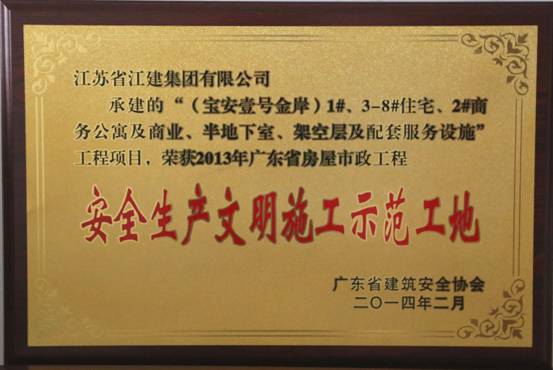 江苏省江建集团有限公司
承建的“（宝安壹号金岸）1#、3-8#住宅、2#商
务公寓及商业、半地下室、架空层及配套服务设施”
工程项目，荣获2013年广东省房屋市政工程
安全生产文明施工示范工地
广东省建筑安全协会
二〇一四年二月